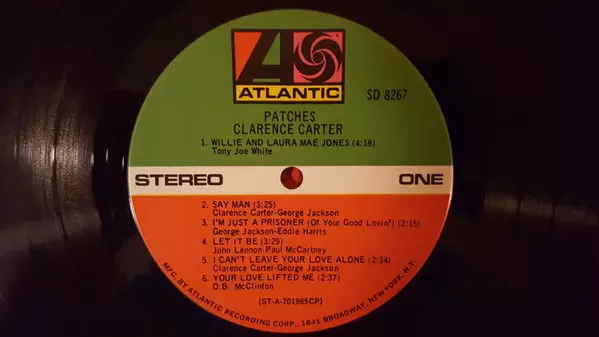 ATLANTIC
SD 8267
PATCHES
CLARENCE CARTER
1. WILLIE AND LAURA MAE JONES (4:18)
Tony Joe White
STEREO ONE
2. SAY MAN (3:25)
Clarence Carter-George Jackson
3. I'M JUST A PRISONER (Of Your Good Lovin') (2:15)
George Jackson-Eddie Harris
4. LET IT BE (3:29)
John Lennon-Paul McCartney
5. I CAN'T LEAVE YOUR LOVE ALONE (2:34)
Clarence Carter-George Jackson
6. YOUR LOVE LIFTED ME (2:37)
O.B. McClinton
(ST-A-701985CP)
MFG. BY ATLANTIC RECORDING CORP., 1841 BROADWAY, NEW YORK, N.Y.